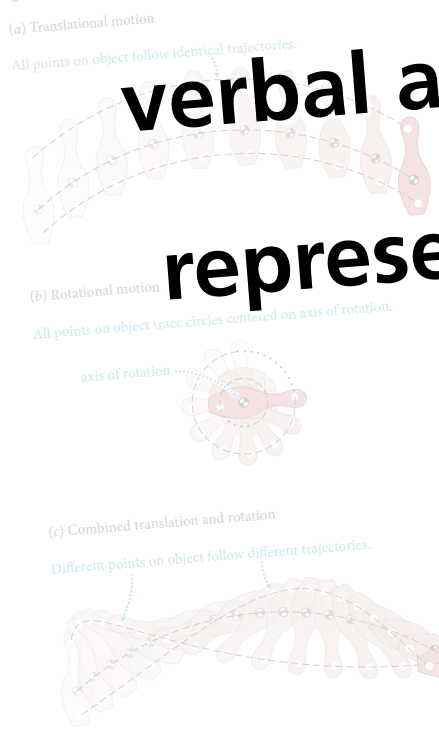 (a) Translational motion
All points on object follow identical trajectories.
verbal a
represe
(b) Rotational motion
All points on object trace circles centered on axis of rotation.
axis of rotation
(c) Combined translation and rotation
Different points on object follow different trajectories.